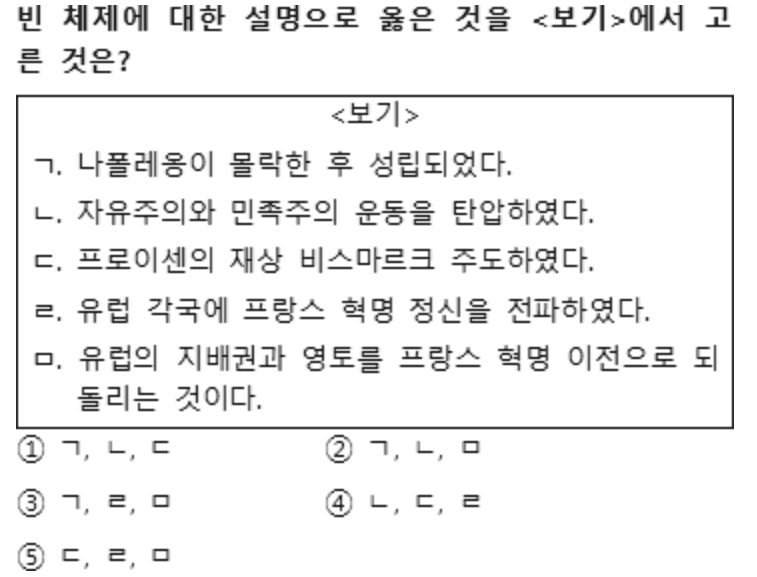 빈 체제에 대한 설명으로 옳은 것을 <보기>에서 고
른 것은?
<보기>
ㄱ. 나폴레옹이 몰락한 후 성립되었다.
ㄴ. 자유주의와 민족주의 운동을 탄압하였다.
ㄷ. 프로이센의 재상 비스마르크 주도하였다.
ㄹ. 유럽 각국에 프랑스 혁명 정신을 전파하였다.
ㅁ. 유럽의 지배권과 영토를 프랑스 혁명 이전으로 되
돌리는 것이다.
① ㄱ, ㄴ, ㄷ ② ㄱ, ㄴ, ㅁ
③ ㄱ, ㄹ, ㅁ ④ ㄴ, ㄷ, ㄹ
⑤ ㄷ, ㄹ, ㅁ